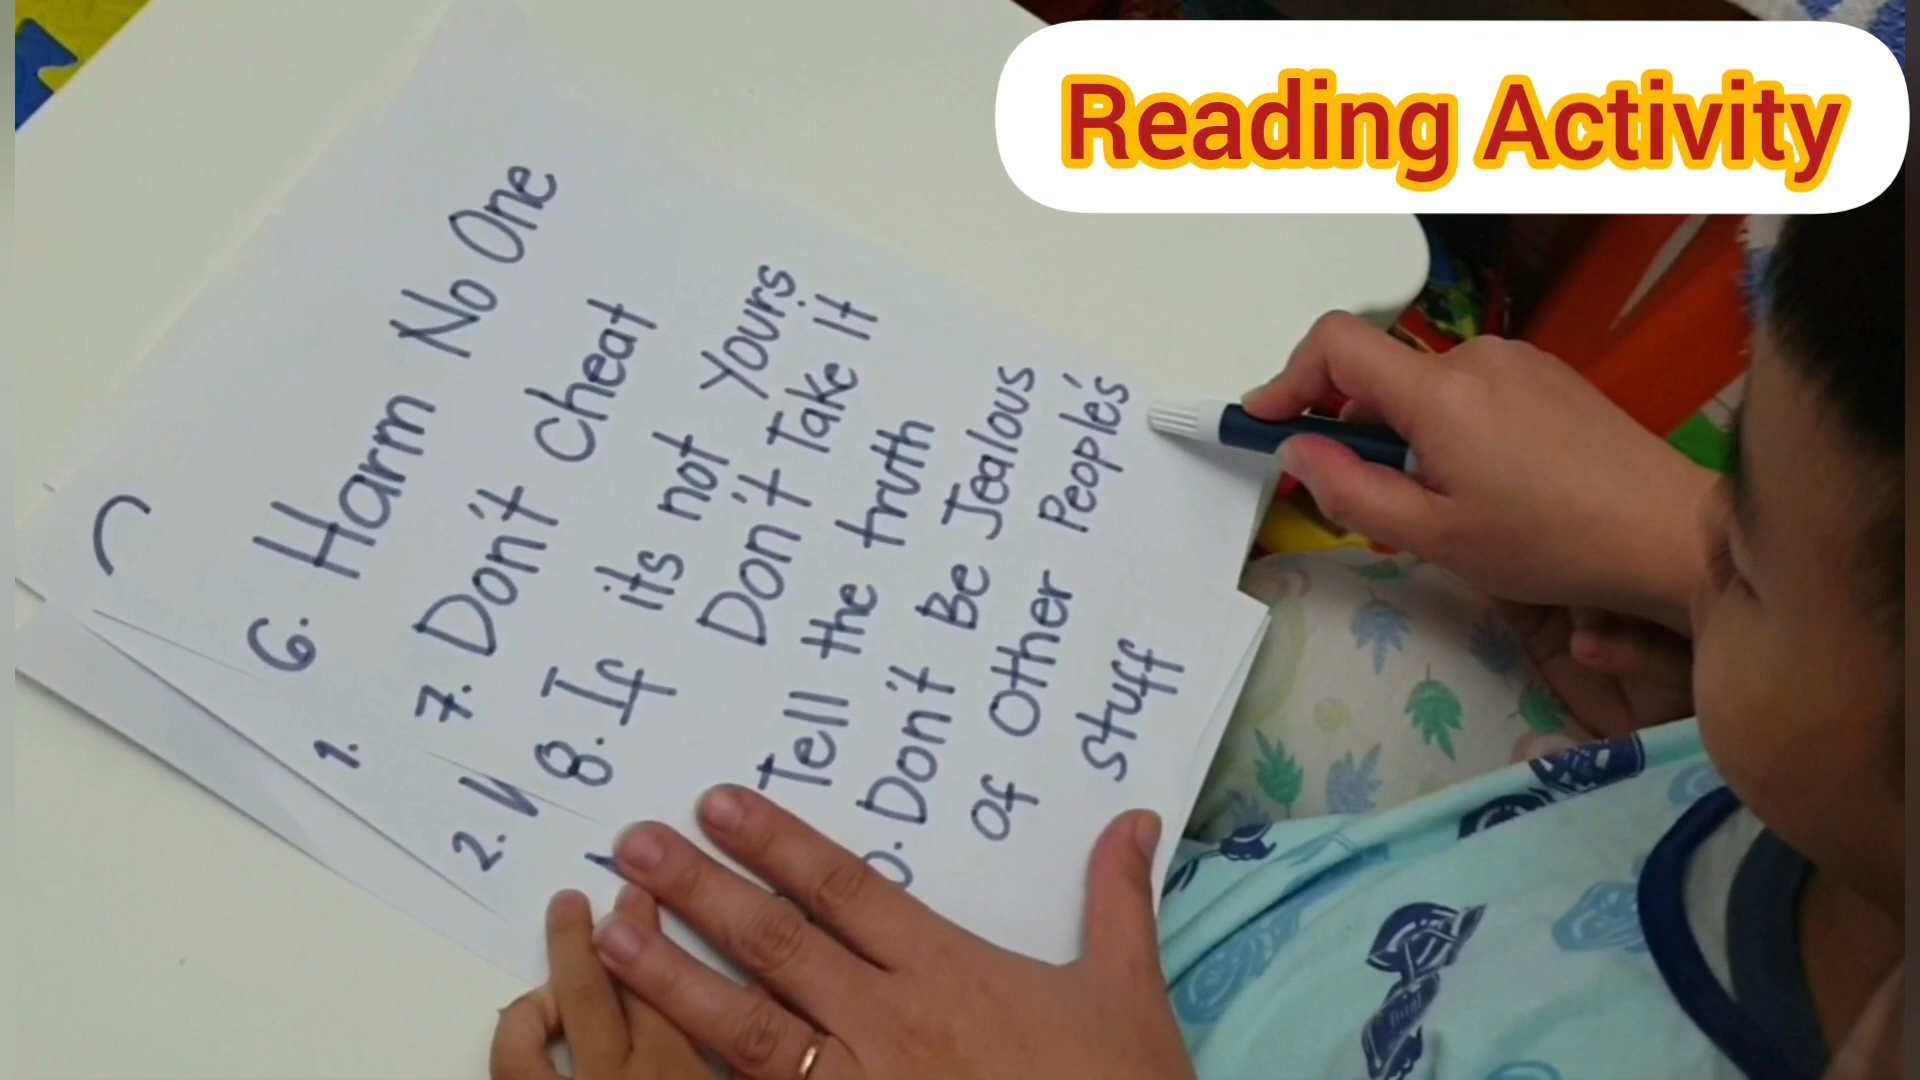 Reading Activity
6. Harm No One
7. Don't cheat
8. If its not Yours.
Don't Take It
Tell the truth
0. Don't Be Jealous
of Other People's
stuff
1.
2.